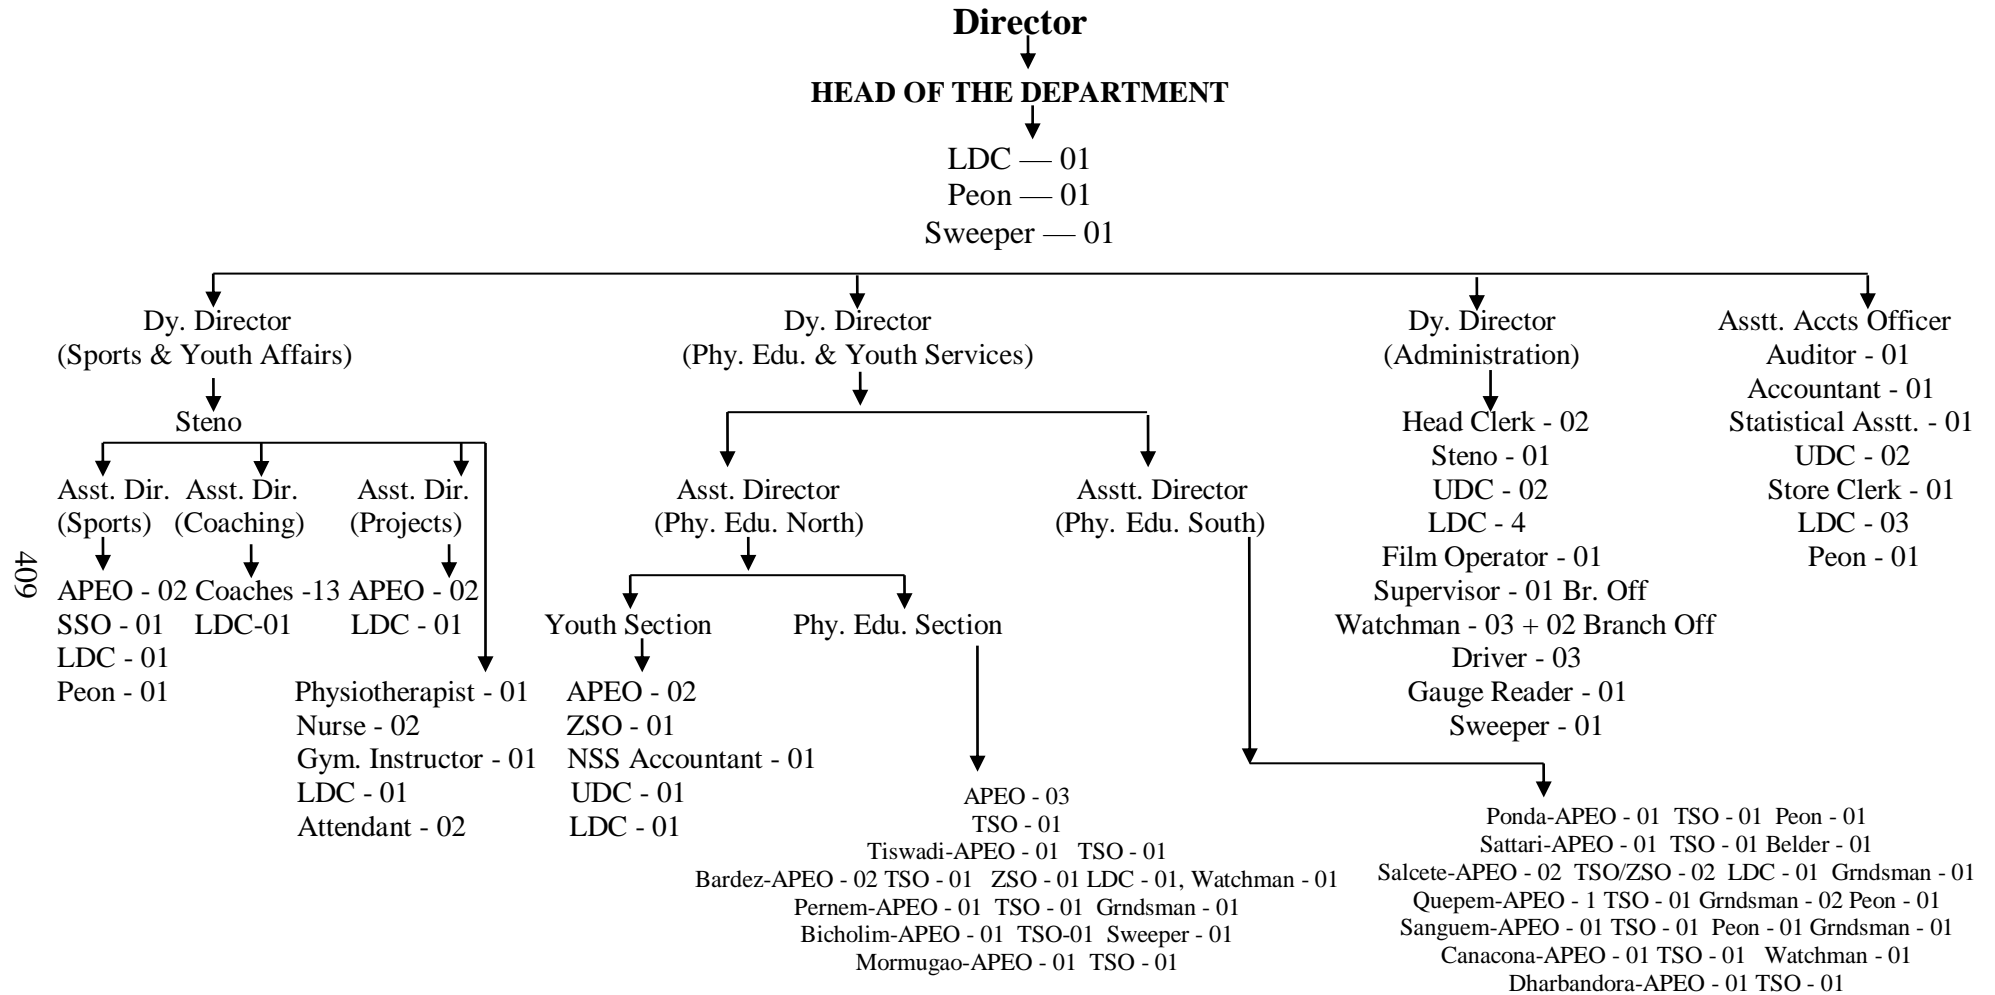 Director
HEAD OF THE DEPARTMENT
LDC — 01
Peon — 01
Sweeper — 01
Dy. Director
(Sports & Youth Affairs)
Steno
Asst. Dir.
(Sports)
APEO - 02
SSO - 01
LDC - 01
Peon - 01
Asst. Dir.
(Coaching)
Coaches -13
LDC-01
Asst. Dir.
(Projects)
APEO - 02
LDC - 01
Physiotherapist - 01
Nurse - 02
Gym. Instructor - 01
LDC - 01
Attendant - 02
Dy. Director
(Phy. Edu. & Youth Services)
Asst. Director
(Phy. Edu. North)
Youth Section
APEO - 02
ZSO - 01
NSS Accountant - 01
UDC - 01
LDC - 01
Phy. Edu. Section
APEO - 03
TSO - 01
Tiswadi-APEO - 01 TSO - 01
Bardez-APEO - 02 TSO - 01 ZSO - 01 LDC - 01, Watchman - 01
Pernem-APEO - 01 TSO - 01 Grndsman - 01
Bicholim-APEO - 01 TSO-01 Sweeper - 01
Mormugao-APEO - 01 TSO - 01
Asstt. Director
(Phy. Edu. South)
Ponda-APEO - 01 TSO - 01 Peon - 01
Sattari-APEO - 01 TSO - 01 Belder - 01
Salcete-APEO - 02 TSO/ZSO - 02 LDC - 01 Grndsman - 01
Quepem-APEO - 1 TSO - 01 Grndsman - 02 Peon - 01
Sanguem-APEO - 01 TSO - 01 Peon - 01 Grndsman - 01
Canacona-APEO - 01 TSO - 01 Watchman - 01
Dharbandora-APEO - 01 TSO - 01
Dy. Director
(Administration)
Head Clerk - 02
Steno - 01
UDC - 02
LDC - 4
Film Operator - 01
Supervisor - 01 Br. Off
Watchman - 03 + 02 Branch Off
Driver - 03
Gauge Reader - 01
Sweeper - 01
Asstt. Accts Officer
Auditor - 01
Accountant - 01
Statistical Asstt. - 01
UDC - 02
Store Clerk - 01
LDC - 03
Peon - 01
409